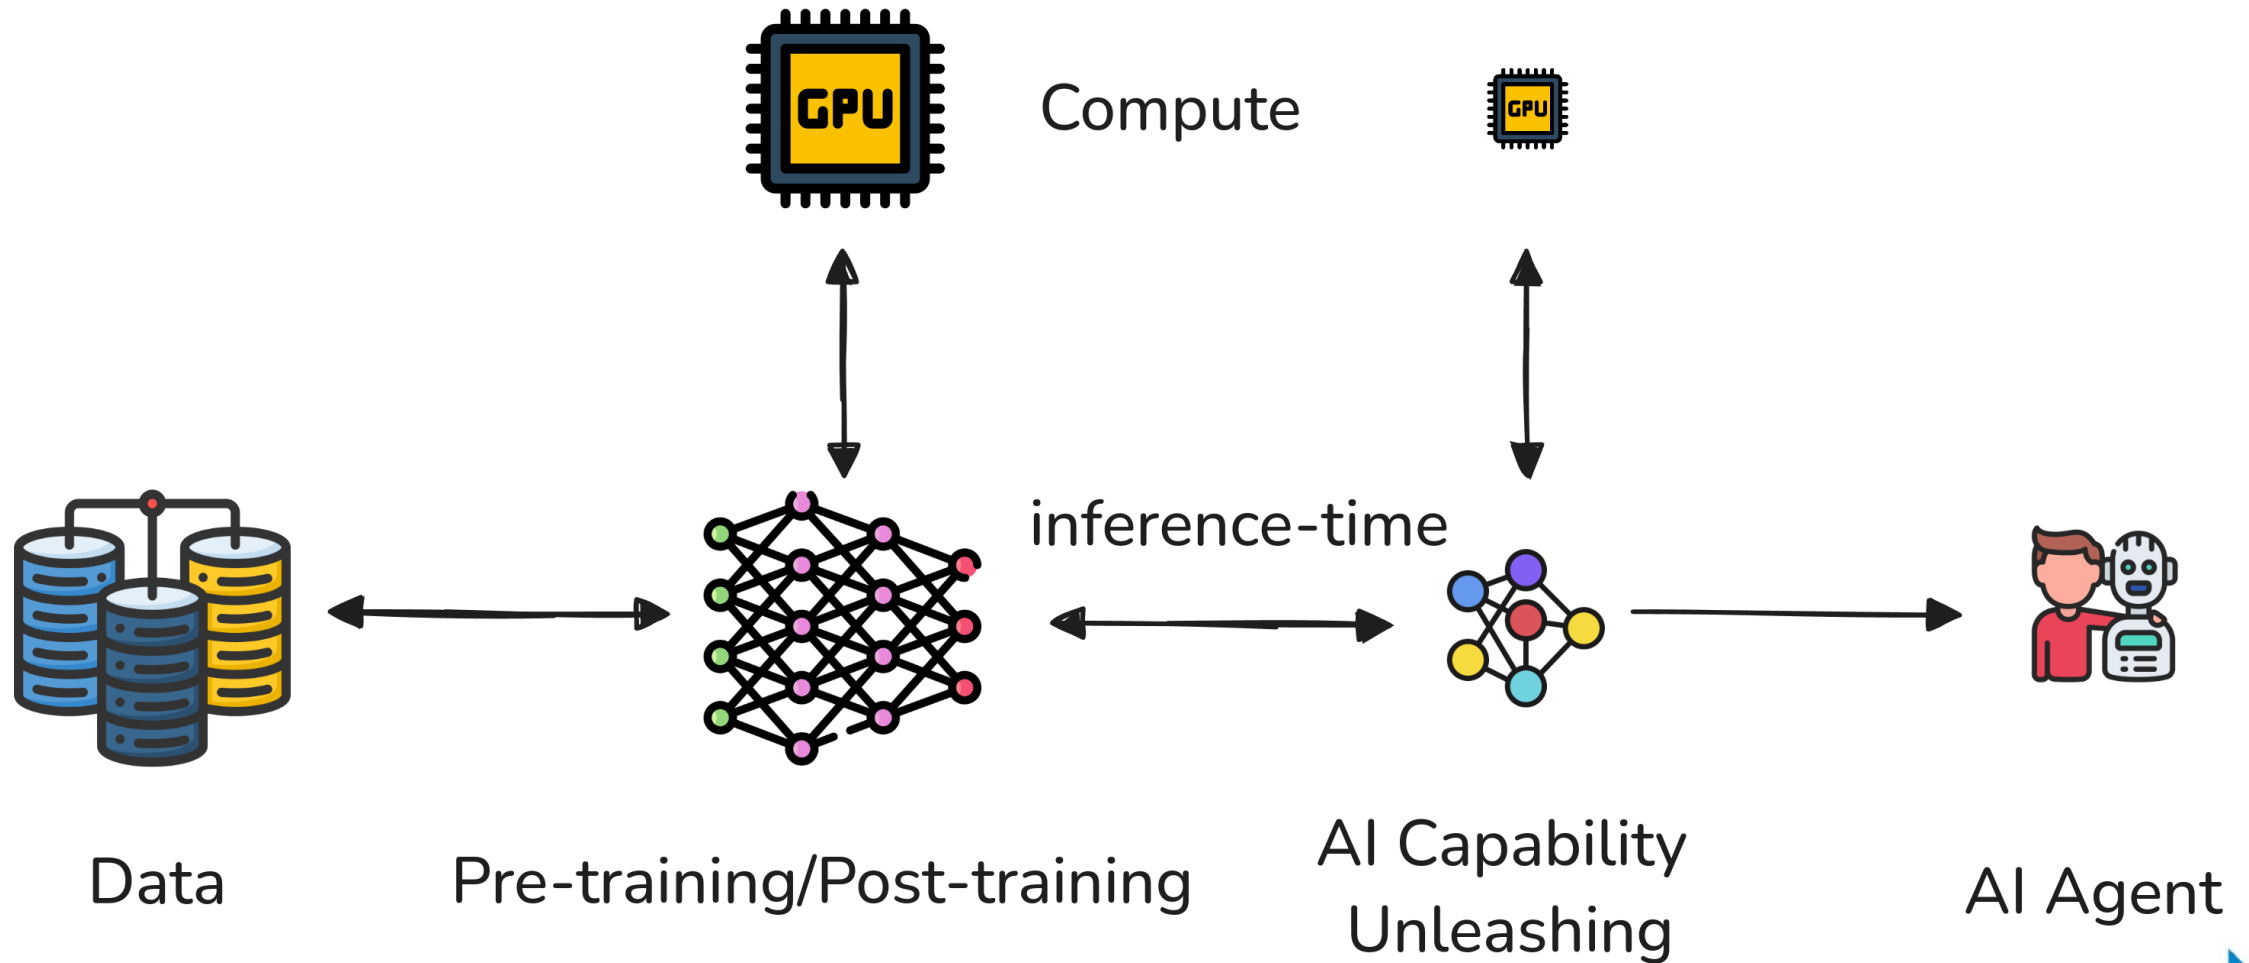 GPU
Compute
GPU
inference-time
Data
Pre-training/Post-training
AI Capability
Unleashing
AI Agent